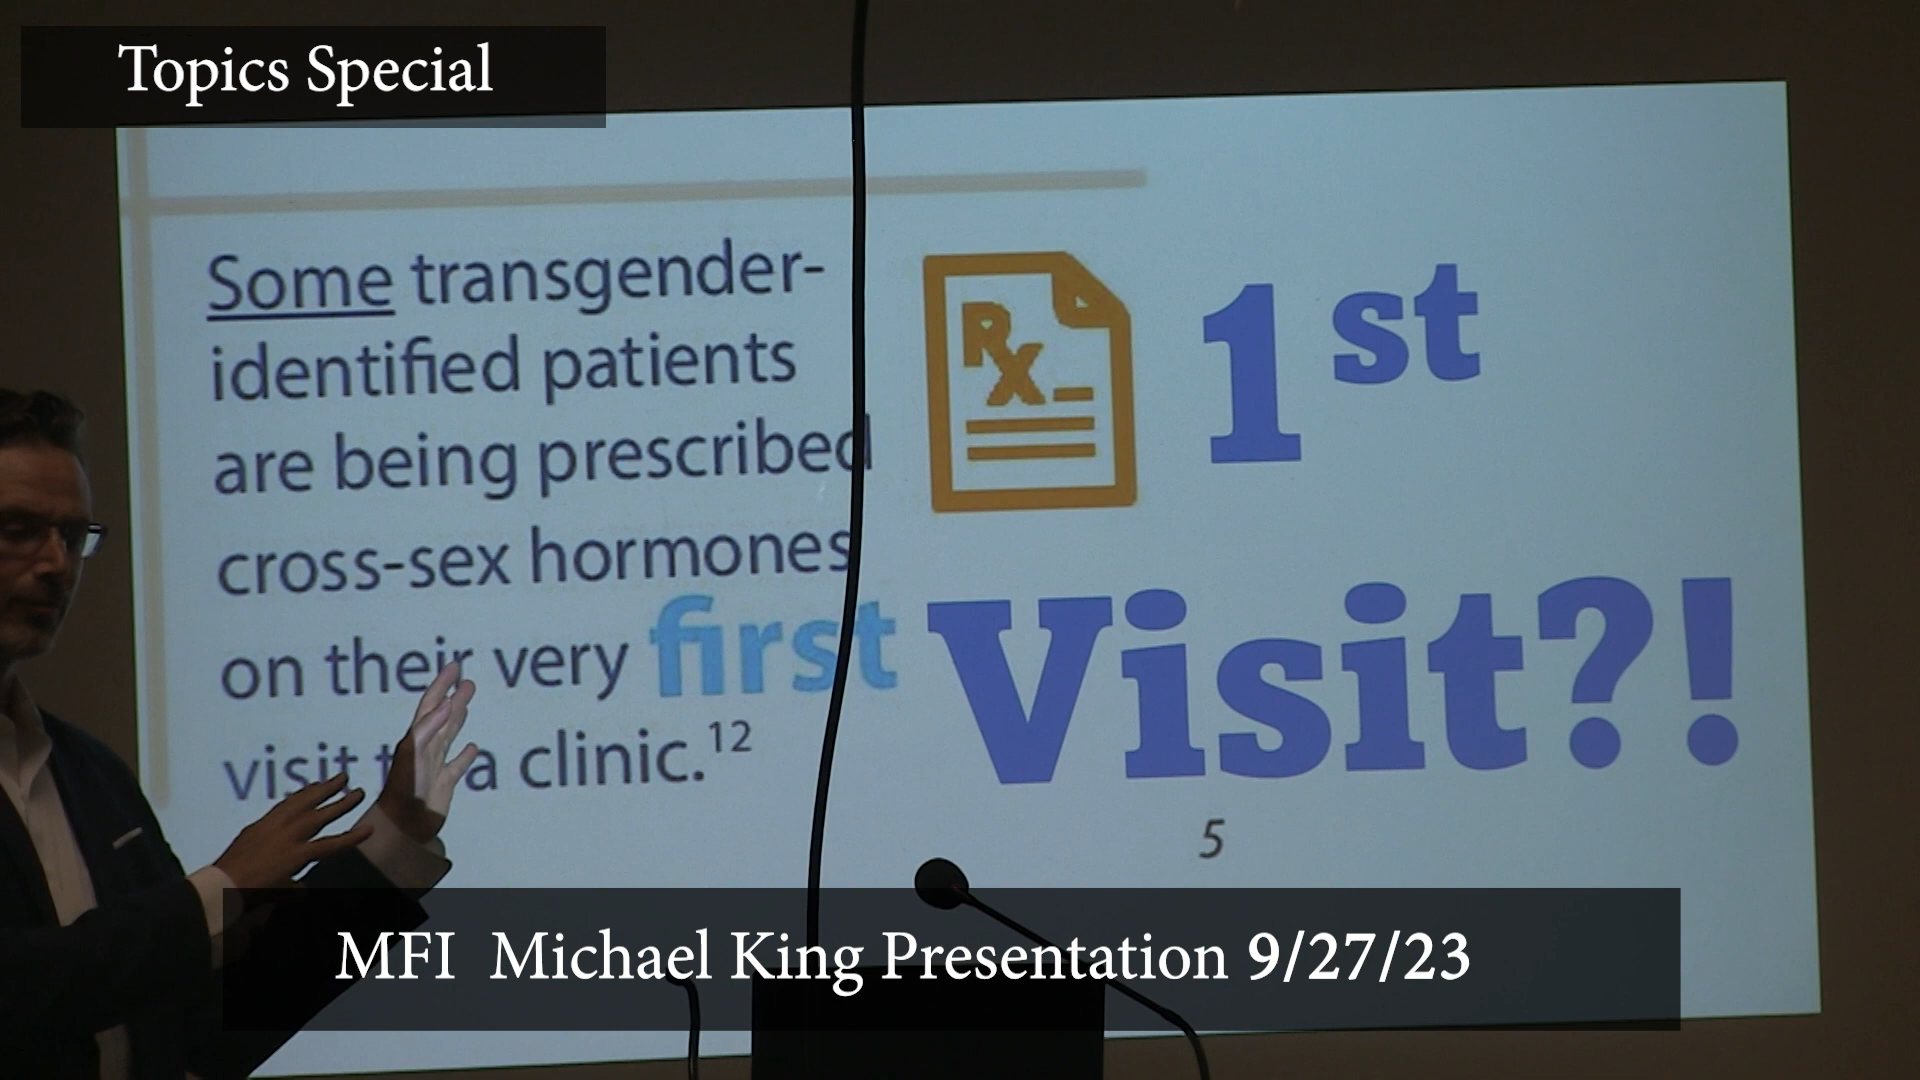 Topics Special
Some transgender-
identified patients
are being prescribed
cross-sex hormones
on their very first
visit t a clinic.12
Rx
1st
Visit?!
5
MFI Michael King Presentation 9/27/23